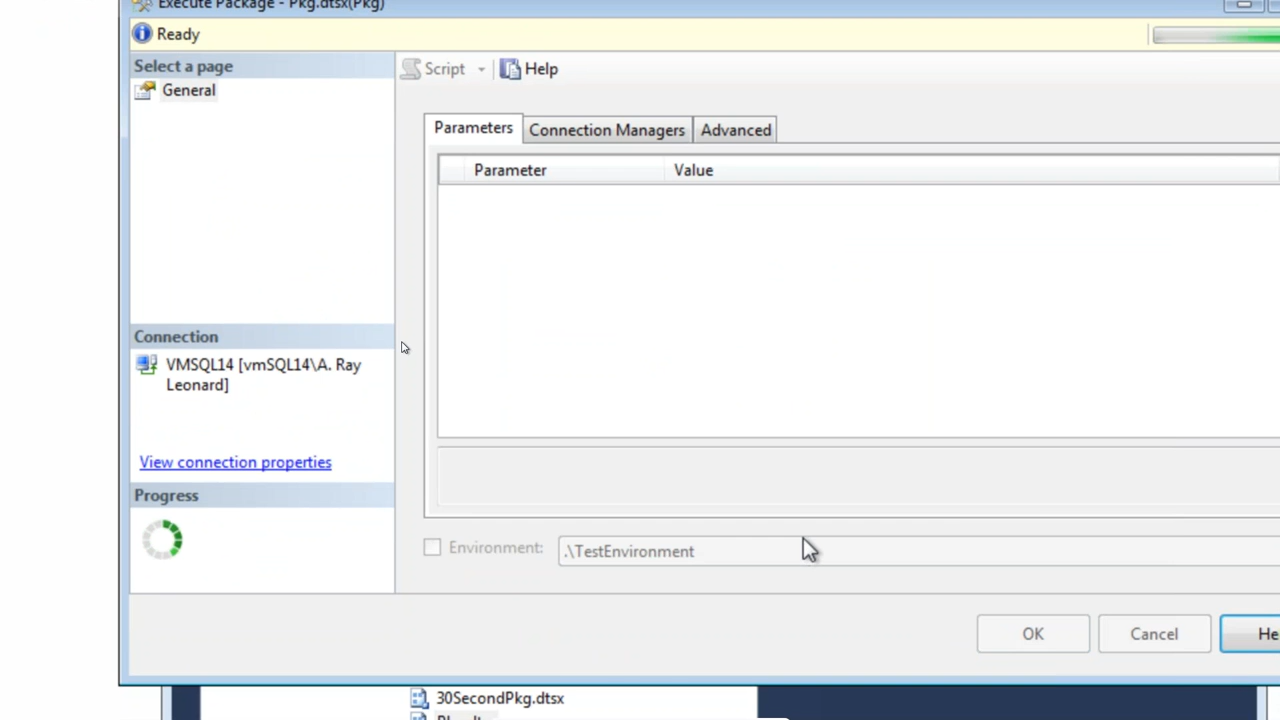 Execute Package - Pkg.dtsx(Pkg)
Ready
Select a page
General
Script
Help
Parameters
Connection Managers
Advanced
Parameter
Value
Connection
VMSQL14 [vmSQL14\A. Ray
Leonard]
View connection properties
Progress
Environment:
.\TestEnvironment
OK
Cancel
He
30SecondPkg.dtsx